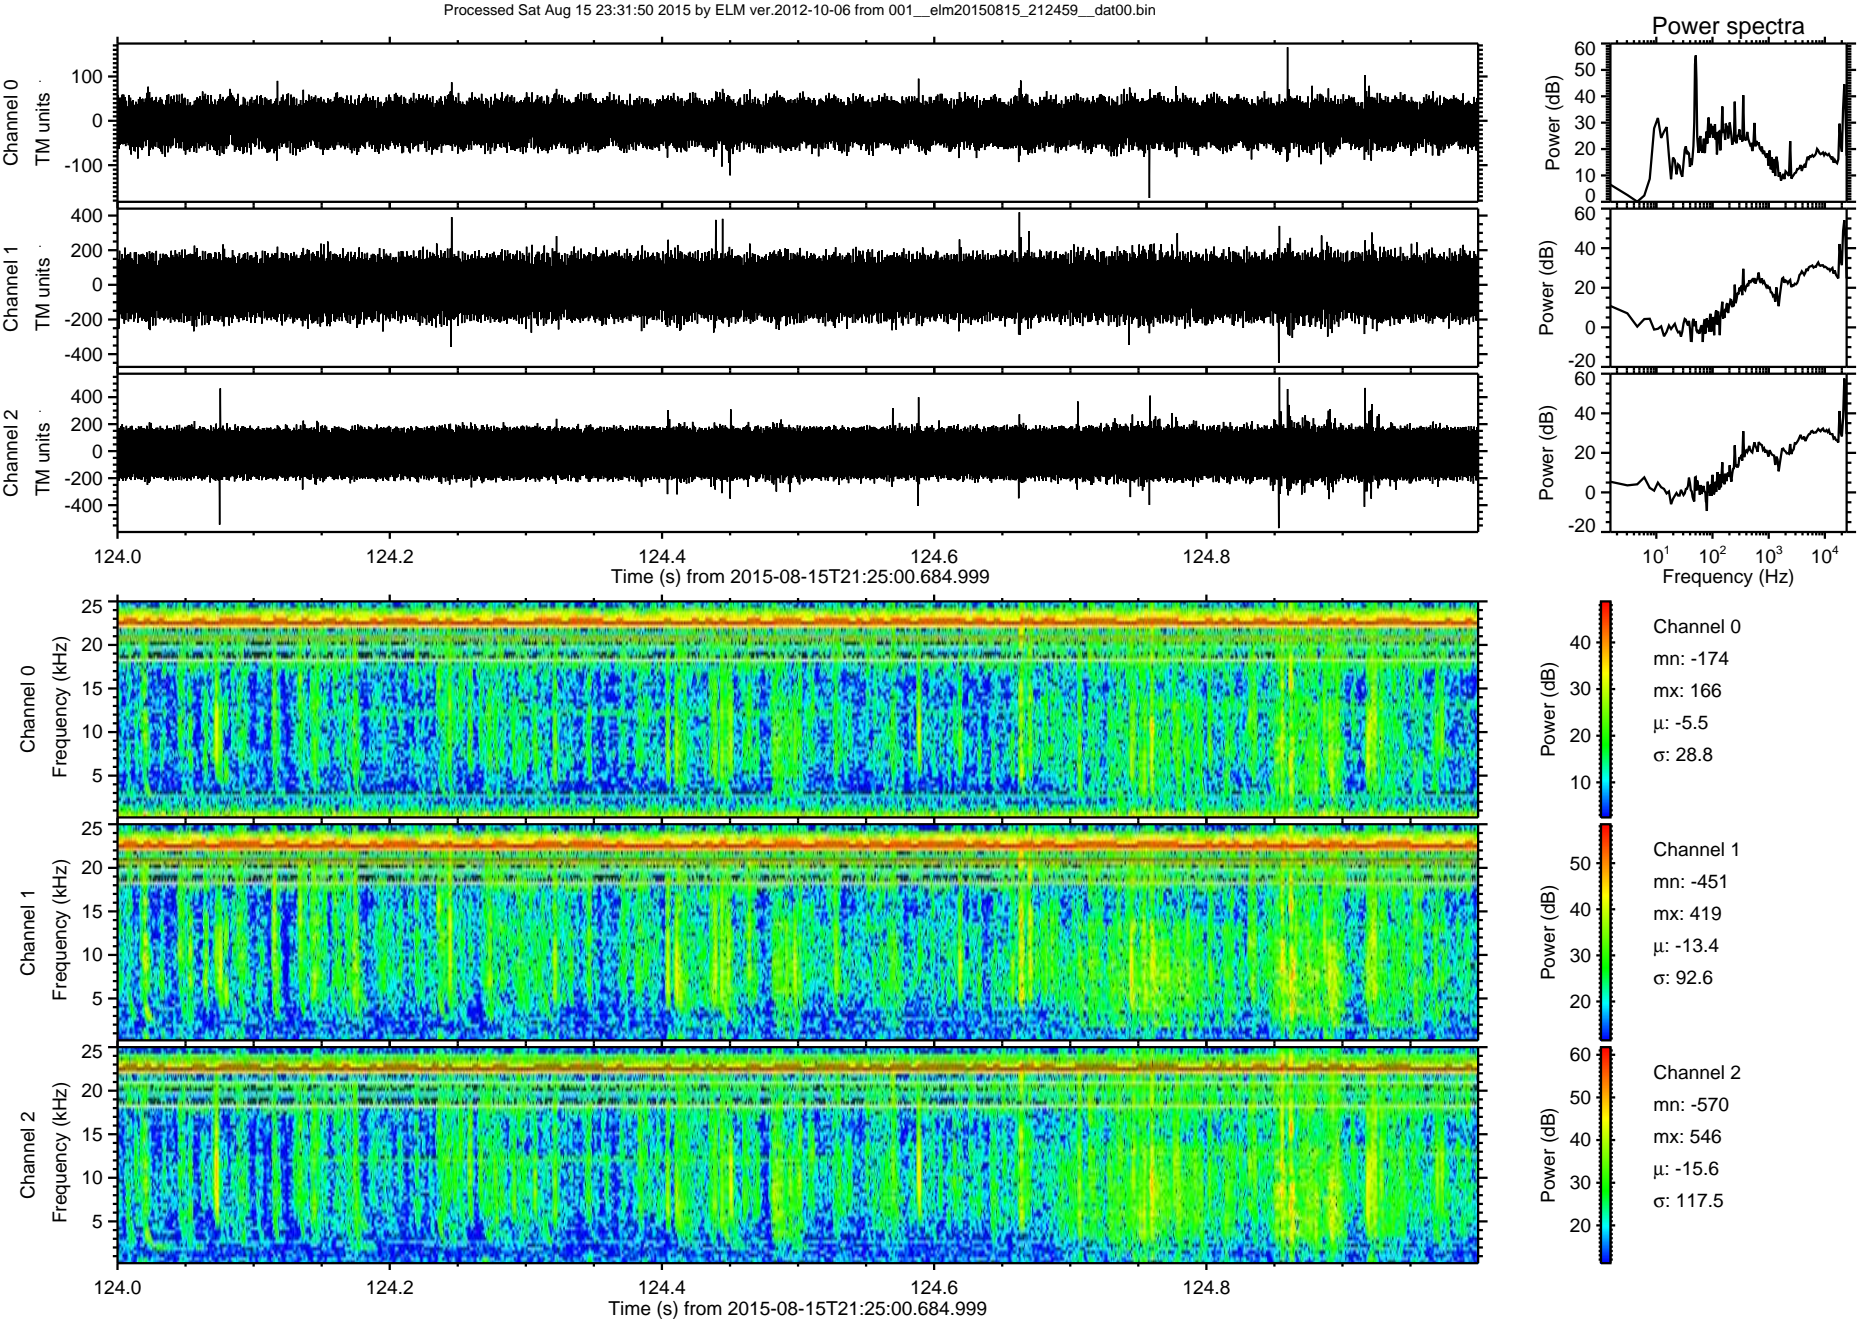 Processed Sat Aug 15 23:31:50 2015 by ELM ver.2012-10-06 from 001__elm20150815_212459__dat00.bin
Power spectra
Channel 0
TM units
100
0
-100
Power (dB)
60
50
40
30
20
10
0
Channel 1
TM units
400
200
0
-200
-400
Power (dB)
60
40
20
0
-20
Channel 2
TM units
400
200
0
-200
-400
Power (dB)
60
40
20
0
-20
124.0 124.2 124.4 124.6 124.8
Time (s) from 2015-08-15T21:25:00.684.999
10¹ 10² 10³ 10⁴
Frequency (Hz)
Channel 0
Frequency (kHz)
25
20
15
10
5
Power (dB)
40
30
20
10
Channel 0
mn: -174
mx: 166
μ: -5.5
σ: 28.8
Channel 1
Frequency (kHz)
25
20
15
10
5
Power (dB)
50
40
30
20
Channel 1
mn: -451
mx: 419
μ: -13.4
σ: 92.6
Channel 2
Frequency (kHz)
25
20
15
10
5
Power (dB)
60
50
40
30
20
Channel 2
mn: -570
mx: 546
μ: -15.6
σ: 117.5
124.0 124.2 124.4 124.6 124.8
Time (s) from 2015-08-15T21:25:00.684.999